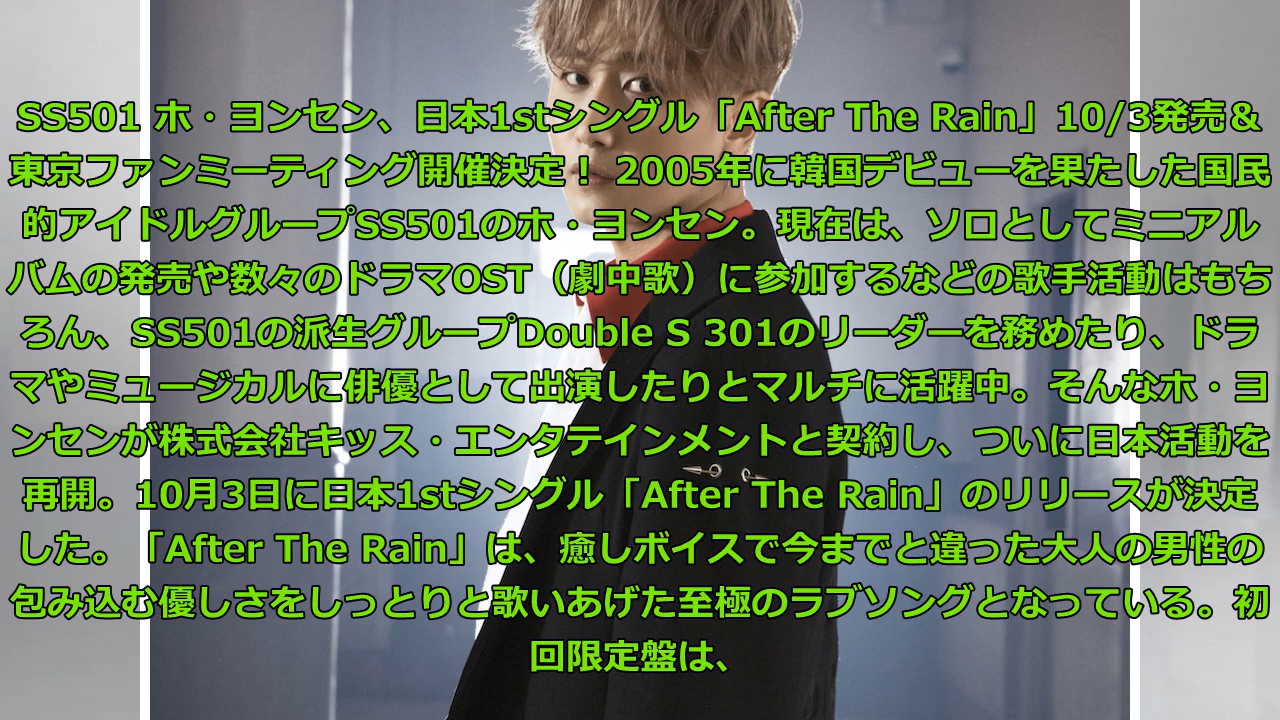 SS501 ホ・ヨンセン、日本1stシングル「After The Rain」10/3発売＆
東京ファンミーティング開催決定！ 2005年に韓国デビューを果たした国民
的アイドルグループSS501のホ・ヨンセン。現在は、ソロとしてミニアル
バムの発売や数々のドラマOST（劇中歌）に参加するなどの歌手活動はもち
ろん、SS501の派生グループDouble S 301のリーダーを務めたり、ドラ
マやミュージカルに俳優として出演したりとマルチに活躍中。そんなホ・ヨ
ンセンが株式会社キッス・エンタテインメントと契約し、ついに日本活動を
再開。10月3日に日本1stシングル「After The Rain」のリリースが決定
した。「After The Rain」は、癒しボイスで今までと違った大人の男性の
包み込む優しさをしっとりと歌いあげた至極のラブソングとなっている。初
回限定盤は、